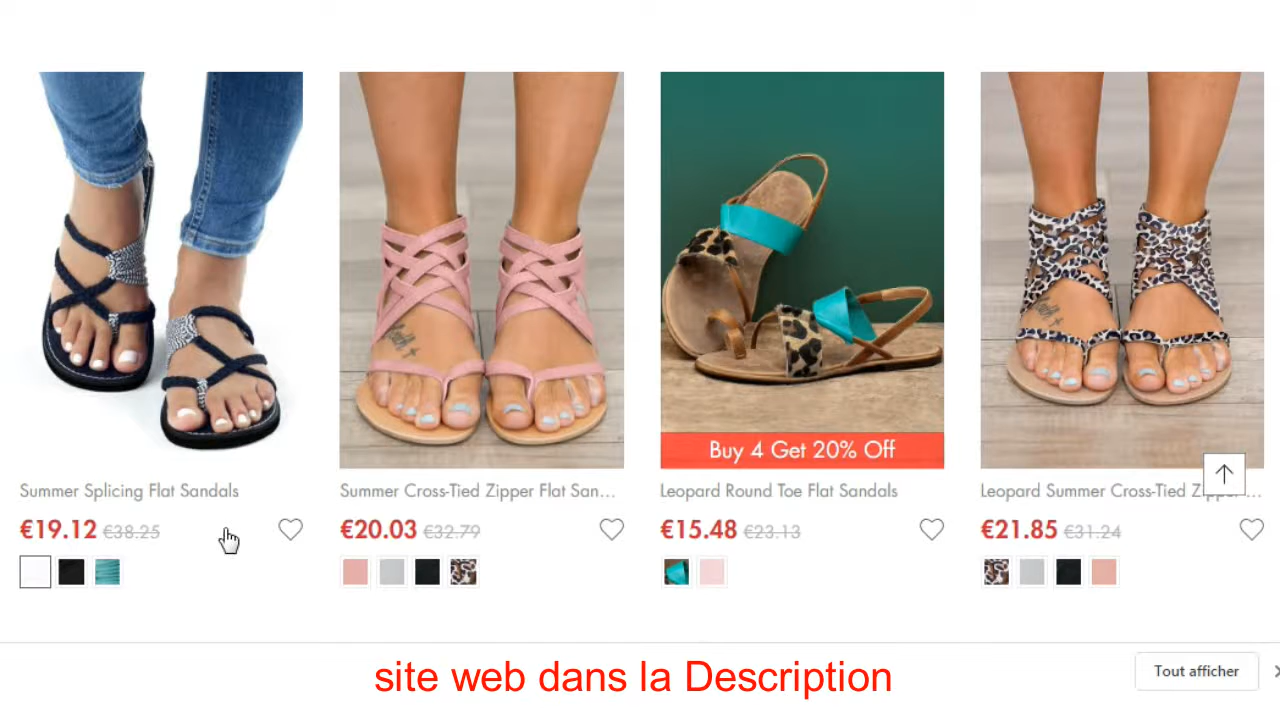 Buy 4 Get 20% Off
Summer Splicing Flat Sandals
€19.12 €38.25
Summer Cross-Tied Zipper Flat San...
€20.03 €32.79
Leopard Round Toe Flat Sandals
€15.48 €23.13
Leopard Summer Cross-Tied
€21.85 €31.24
site web dans la Description
Tout afficher